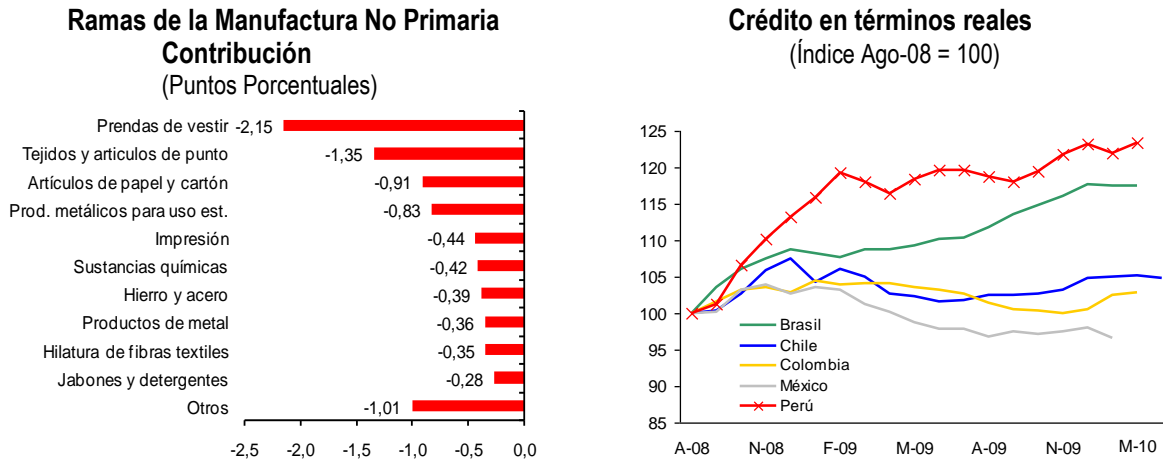 Ramas de la Manufactura No Primaria
Contribución
(Puntos Porcentuales)
Prendas de vestir -2,15
Tejidos y articulos de punto -1,35
Artículos de papel y cartón -0,91
Prod. metálicos para uso est. -0,83
Impresión -0,44
Sustancias químicas -0,42
Hierro y acero -0,39
Productos de metal -0,36
Hilatura de fibras textiles -0,35
Jabones y detergentes -0,28
Otros -1,01
-2,5 -2,0 -1,5 -1,0 -0,5 0,0
Crédito en términos reales
(Índice Ago-08 = 100)
125
120
115
110
105
100
95
90
85
Brasil
Chile
Colombia
México
Perú
A-08 N-08 F-09 M-09 A-09 N-09 M-10